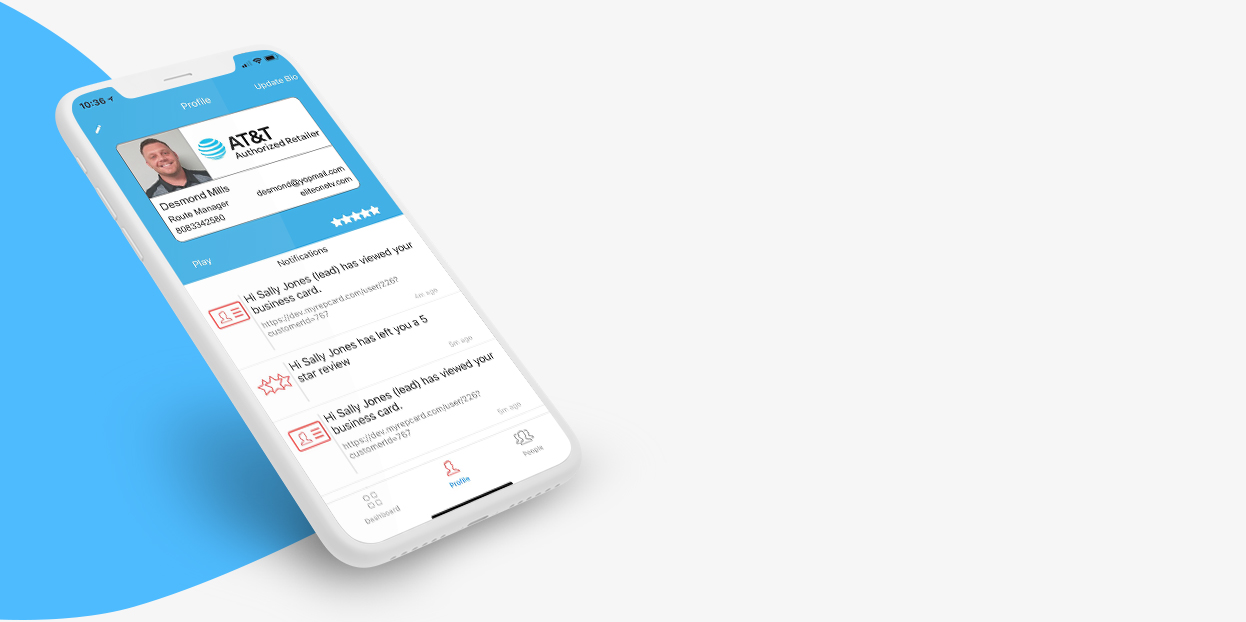 10:36
Profile
Update Bio
AT&T
Authorized Retailer
Desmond Mills
Route Manager
8083342580
desmond@yopmail.com
eliteonetv.com
Play
Notifications
Hi Sally Jones (lead) has viewed your
business card.
https://dev.myrepcard.com/user/226?
customerId=767
4w ago
Hi Sally Jones has left you a 5
star review
5m ago
Hi Sally Jones (lead) has viewed your
business card.
https://dev.myrepcard.com/user/226?
customerId=767
5m ago
Dashboard
Profile
People